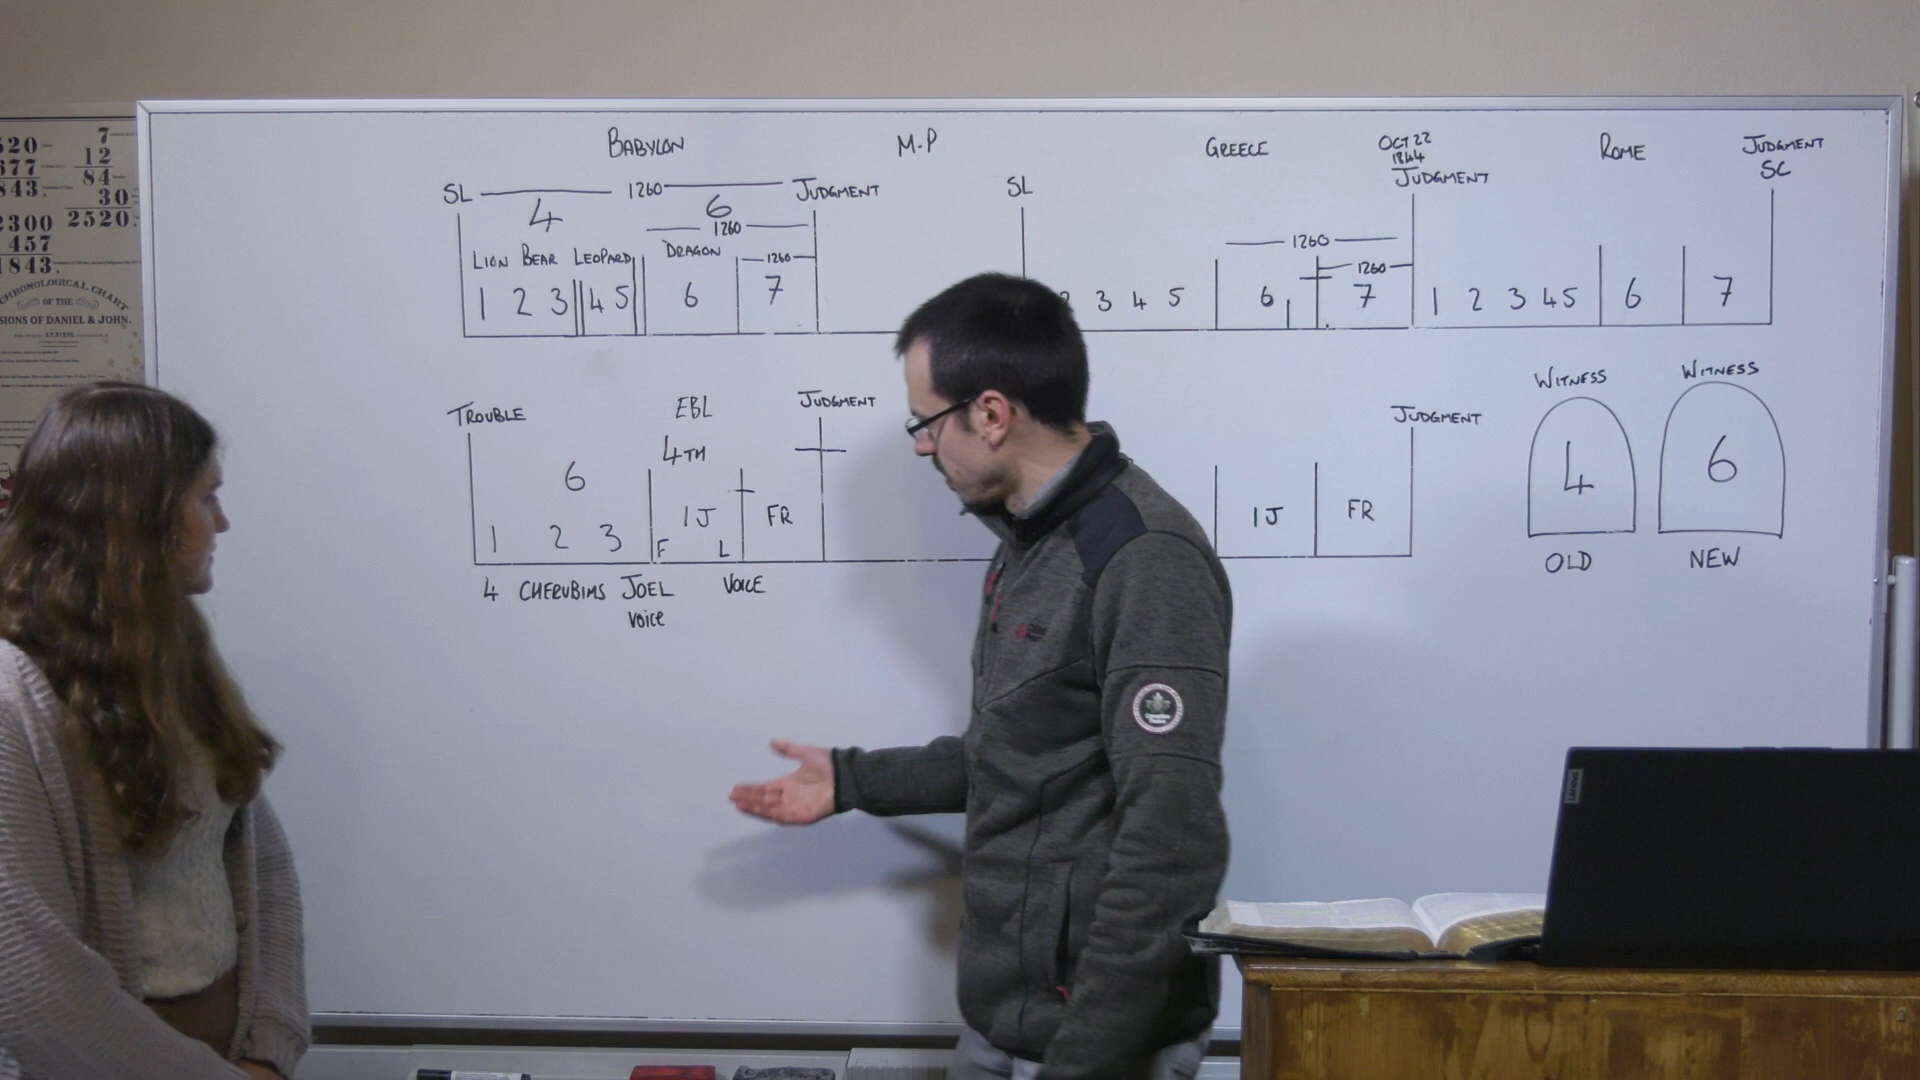 BABYLON M-P GREECE OCT 22 1844 JUDGMENT ROME JUDGMENT SC
SL 1260 JUDGMENT SL
4 6
1260 1260
LION BEAR LEOPARD DRAGON 1260 1260
1 2 3 4 5 6 7 3 4 5 6 7 1 2 3 4 5 6 7
TROUBLE EBL JUDGMENT JUDGMENT
4TH
6
1 2 3 1J FR 1J FR
F L
4 CHERUBIMS JOEL VOICE
VOICE
WITNESS WITNESS
4 6
OLD NEW
520 7
677 12
843. 84
30
2300 2520.
457
1843.
CHRONOLOGICAL CHART
OF THE
SIONS OF DANIEL & JOHN.
Lenovo